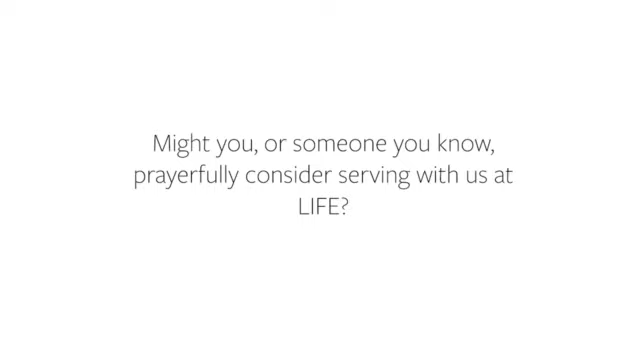 Might you, or someone you know,
prayerfully consider serving with us at
LIFE?